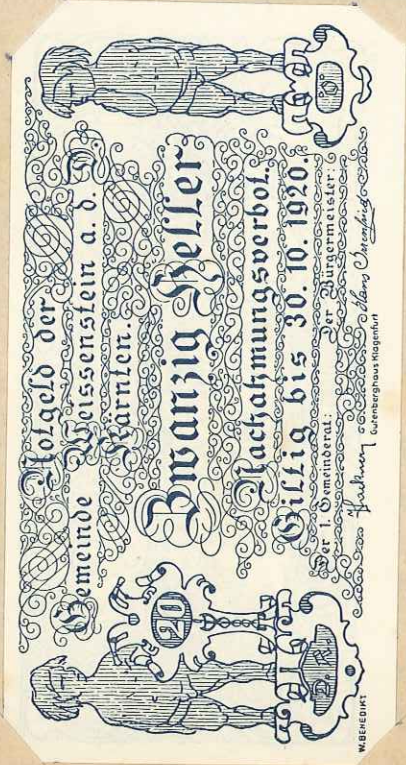 Notgeld der
Gemeinde Weissenstein a. d. D.
Kärnten.
Zwanzig Heller
Nachahmungsverbot.
Giltig bis 30. 10. 1920.
Der 1. Gemeinderat: Der Bürgermeister:
20
D. R.
W. BENEDIKT
Gutenberghaus Klagenfurt